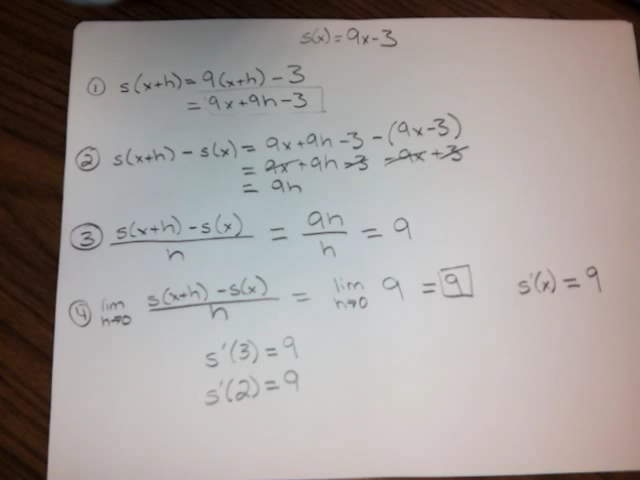 s(x) = 9x-3
① s(x+h) = 9(x+h) - 3
= 9x+9h-3
② s(x+h) - s(x) = 9x+9h-3-(9x-3)
= 9x+9h-3 -9x+3
= 9h
③ s(x+h)-s(x)/h = 9h/h = 9
④ lim h→0 s(x+h)-s(x)/h = lim h→0 9 = 9 s'(x) = 9
s'(3) = 9
s'(2) = 9